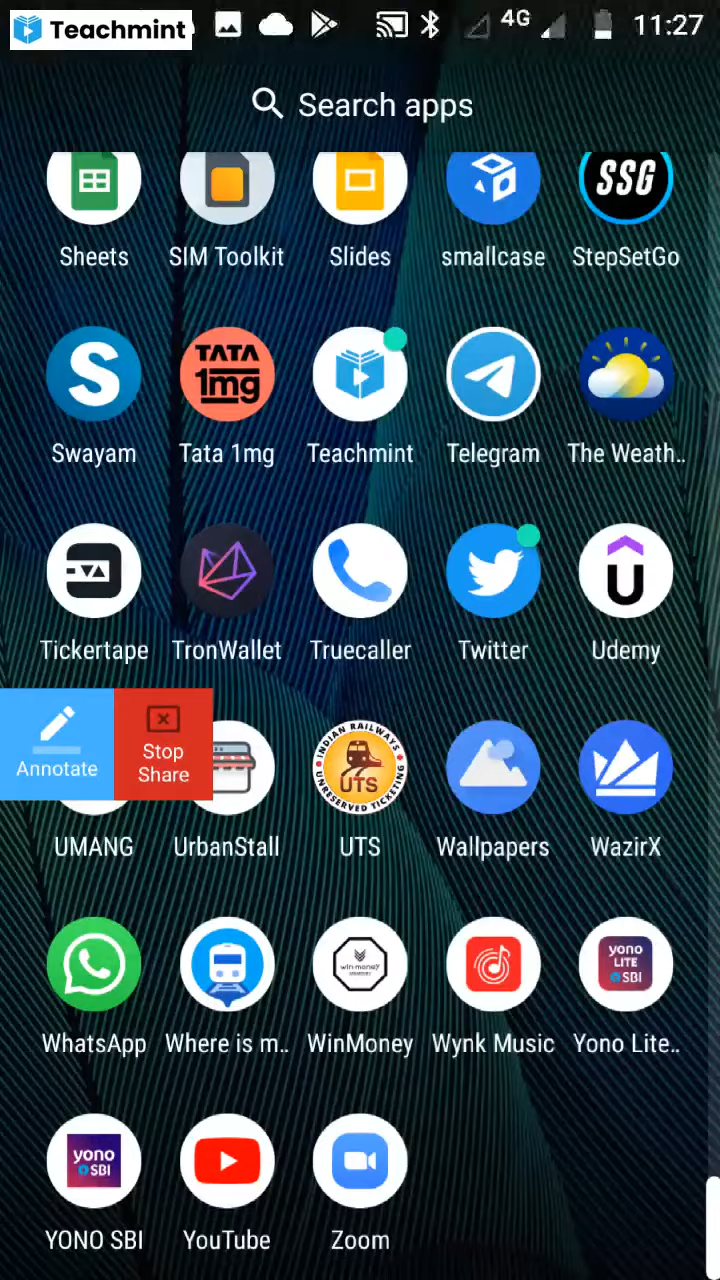 Teachmint
4G
11:27
Search apps
SSG
Sheets
SIM Toolkit
Slides
smallcase
StepSetGo
S
TATA
1mg
Swayam
Tata 1mg
Teachmint
Telegram
The Weath..
Tickertape
TronWallet
Truecaller
Twitter
Udemy
Annotate
Stop
Share
INDIAN RAILWAYS
UTS
UNRESERVED TICKETING
UMANG
UrbanStall
UTS
Wallpapers
WazirX
win money
yono
LITE
SBI
WhatsApp
Where is m..
WinMoney
Wynk Music
Yono Lite..
yono
SBI
YONO SBI
YouTube
Zoom